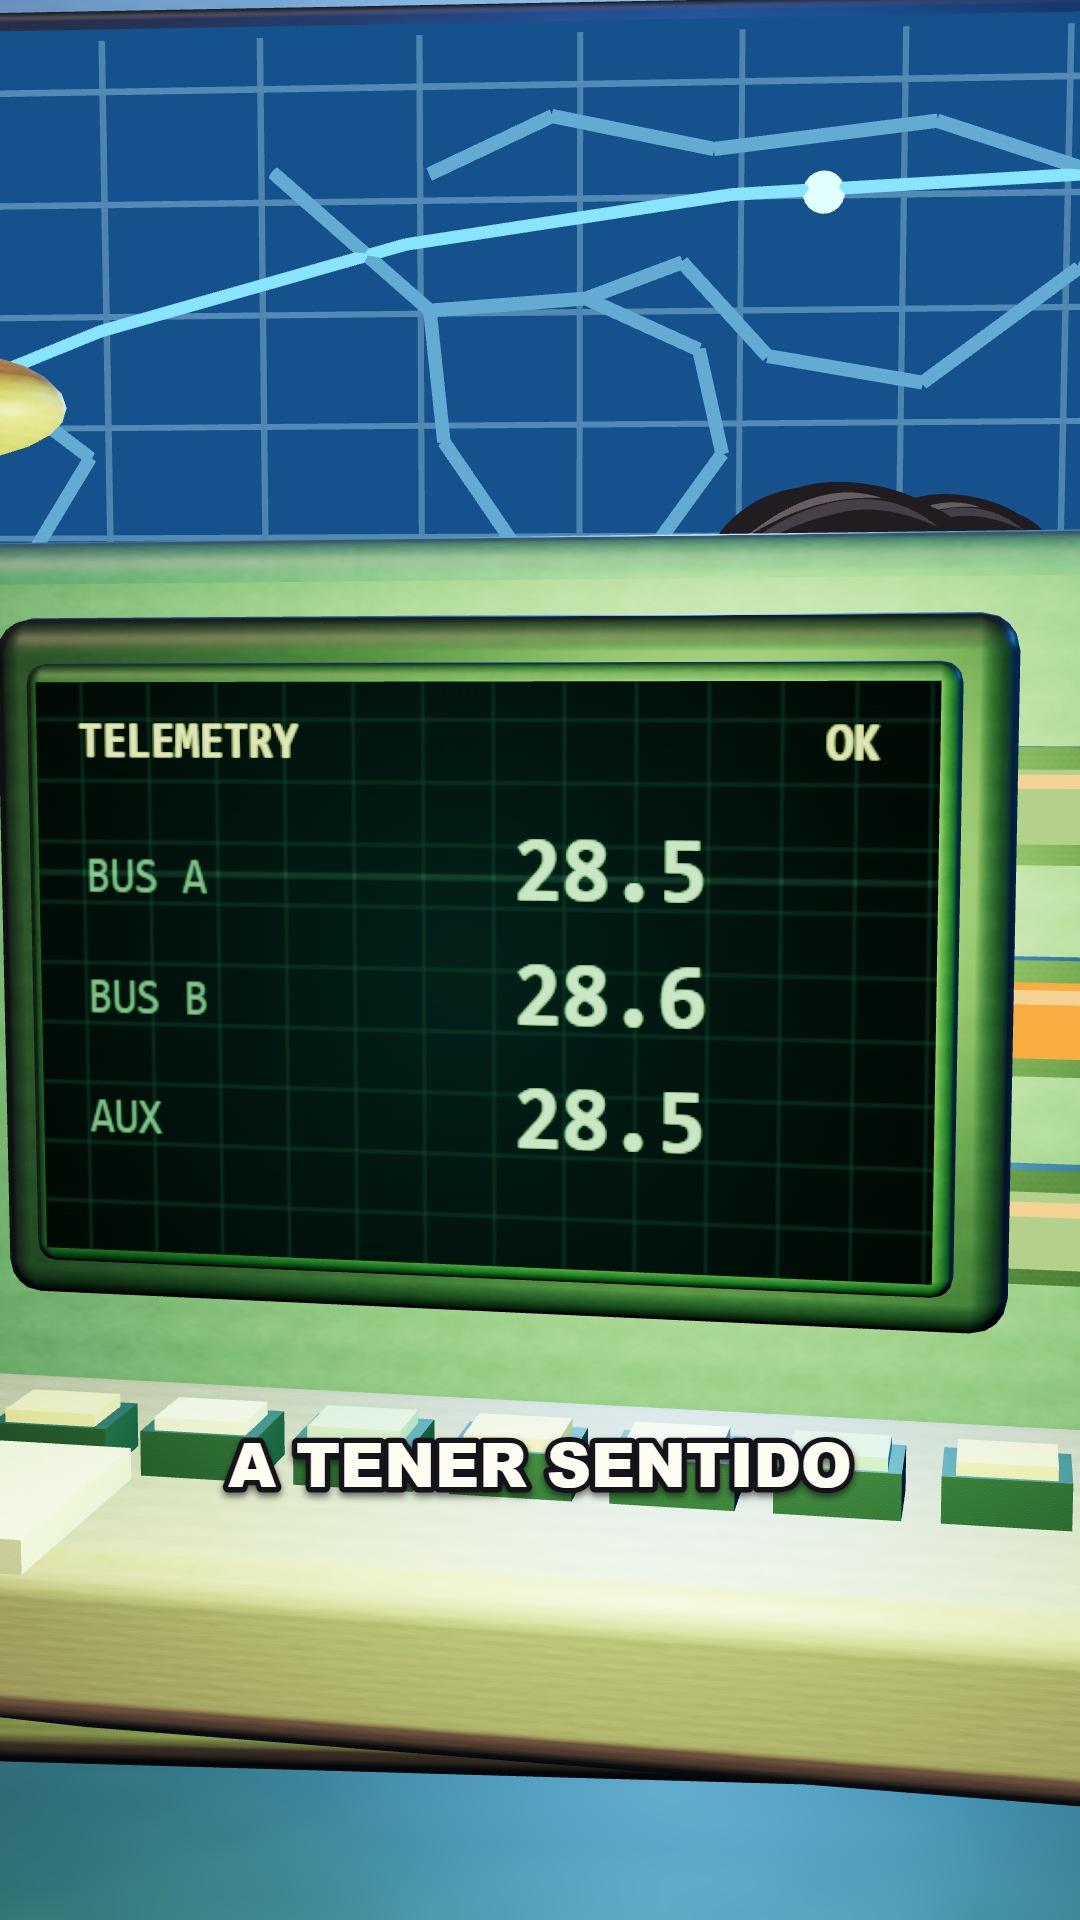 TELEMETRY OK
BUS A 28.5
BUS B 28.6
AUX 28.5
A TENER SENTIDO